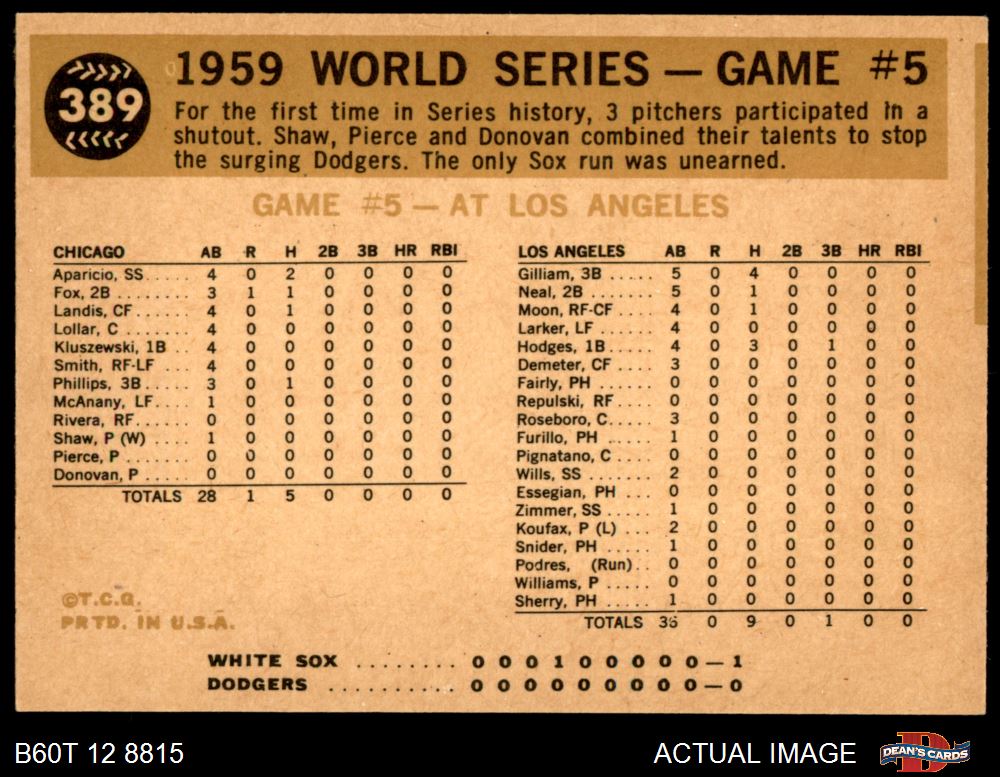 389
1959 WORLD SERIES — GAME #5
For the first time in Series history, 3 pitchers participated in a
shutout. Shaw, Pierce and Donovan combined their talents to stop
the surging Dodgers. The only Sox run was unearned.
GAME #5 — AT LOS ANGELES
CHICAGO AB R H 2B 3B HR RBI
Aparicio, SS..... 4 0 2 0 0 0 0
Fox, 2B ........ 3 1 1 0 0 0 0
Landis, CF...... 4 0 1 0 0 0 0
Lollar, C ....... 4 0 0 0 0 0 0
Kluszewski, 1B .. 4 0 0 0 0 0 0
Smith, RF-LF ... 4 0 0 0 0 0 0
Phillips, 3B..... 3 0 1 0 0 0 0
McAnany, LF.... 1 0 0 0 0 0 0
Rivera, RF...... 0 0 0 0 0 0 0
Shaw, P (W) .... 1 0 0 0 0 0 0
Pierce, P ....... 0 0 0 0 0 0 0
Donovan, P ..... 0 0 0 0 0 0 0
TOTALS 28 1 5 0 0 0 0
LOS ANGELES AB R H 2B 3B HR RBI
Gilliam, 3B ..... 5 0 4 0 0 0 0
Neal, 2B ....... 5 0 1 0 0 0 0
Moon, RF-CF .... 4 0 1 0 0 0 0
Larker, LF ...... 4 0 0 0 0 0 0
Hodges, 1B ..... 4 0 3 0 1 0 0
Demeter, CF .... 3 0 0 0 0 0 0
Fairly, PH ...... 0 0 0 0 0 0 0
Repulski, RF .... 0 0 0 0 0 0 0
Roseboro, C..... 3 0 0 0 0 0 0
Furillo, PH ..... 1 0 0 0 0 0 0
Pignatano, C .... 0 0 0 0 0 0 0
Wills, SS ....... 2 0 0 0 0 0 0
Essegian, PH ... 0 0 0 0 0 0 0
Zimmer, SS ..... 1 0 0 0 0 0 0
Koufax, P (L) ... 2 0 0 0 0 0 0
Snider, PH ..... 1 0 0 0 0 0 0
Podres, (Run).. 0 0 0 0 0 0 0
Williams, P ..... 0 0 0 0 0 0 0
Sherry, PH ..... 1 0 0 0 0 0 0
TOTALS 36 0 9 0 1 0 0
©T.C.G.
PRTD. IN U.S.A.
WHITE SOX ........ 0 0 0 1 0 0 0 0 0 — 1
DODGERS .......... 0 0 0 0 0 0 0 0 0 — 0
B60T 12 8815
ACTUAL IMAGE
DEAN'S CARDS